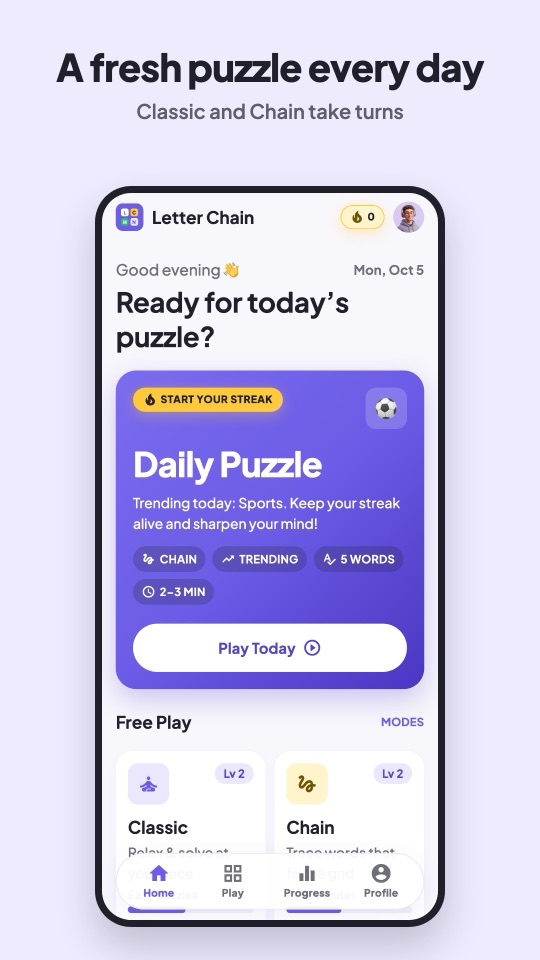 A fresh puzzle every day
Classic and Chain take turns
Letter Chain
0
Good evening 👋
Mon, Oct 5
Ready for today’s
puzzle?
START YOUR STREAK
Daily Puzzle
Trending today: Sports. Keep your streak
alive and sharpen your mind!
CHAIN
TRENDING
5 WORDS
2–3 MIN
Play Today
Free Play
MODES
Lv 2
Classic
Relax & solve at
Lv 2
Chain
Trace words that
Home
Play
Progress
Profile